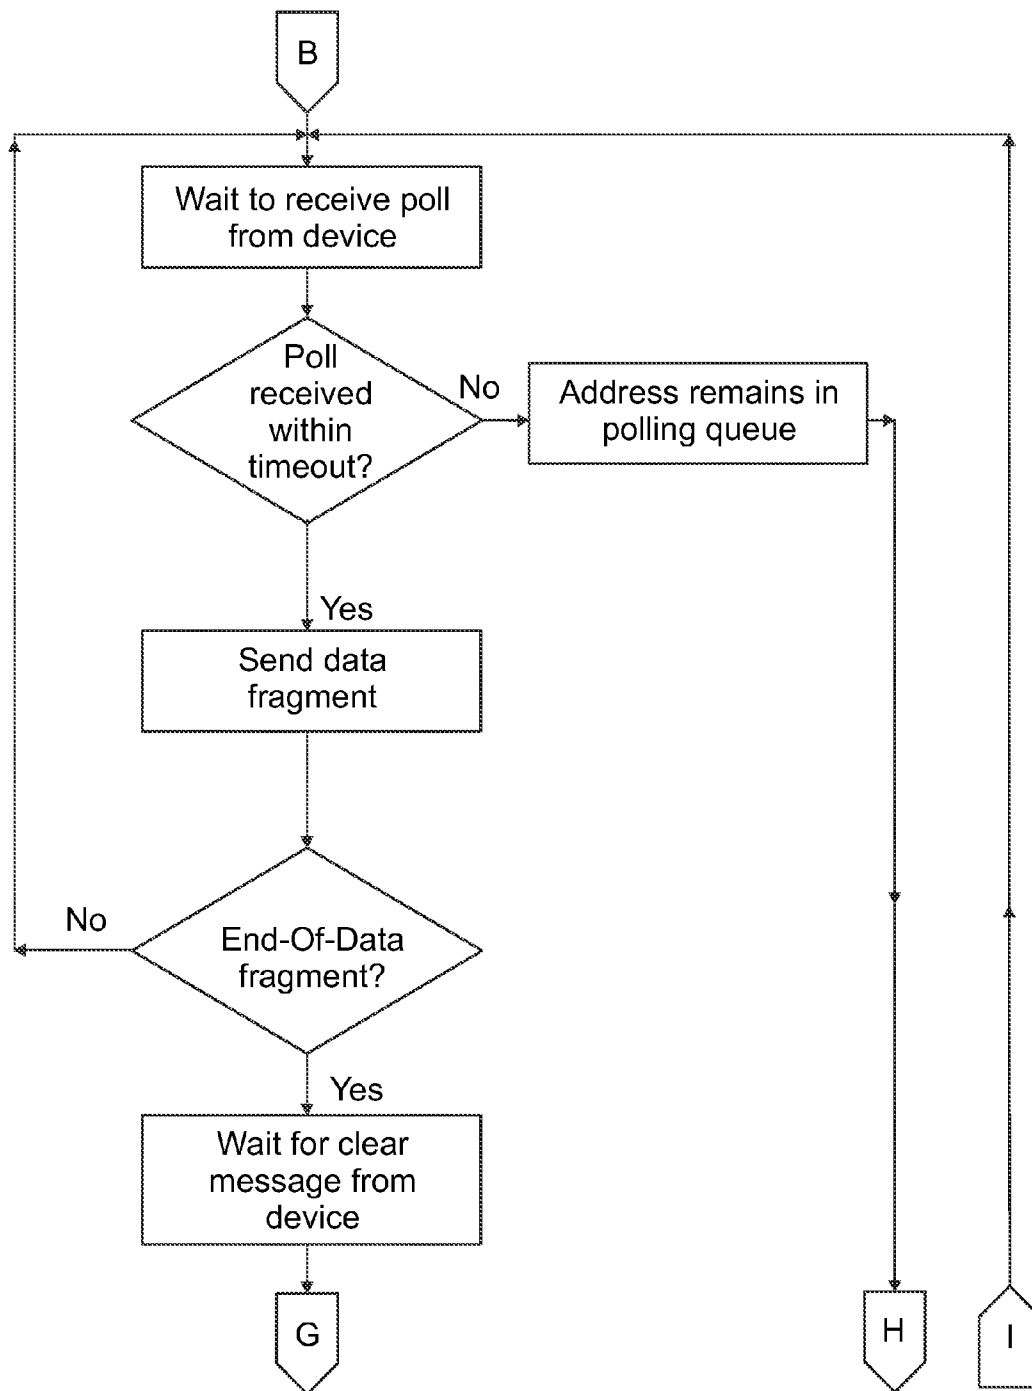 B
Wait to receive poll
from device
Poll
received
within
timeout?
No
Address remains in
polling queue
Yes
Send data
fragment
No
End-Of-Data
fragment?
Yes
Wait for clear
message from
device
G
H
I